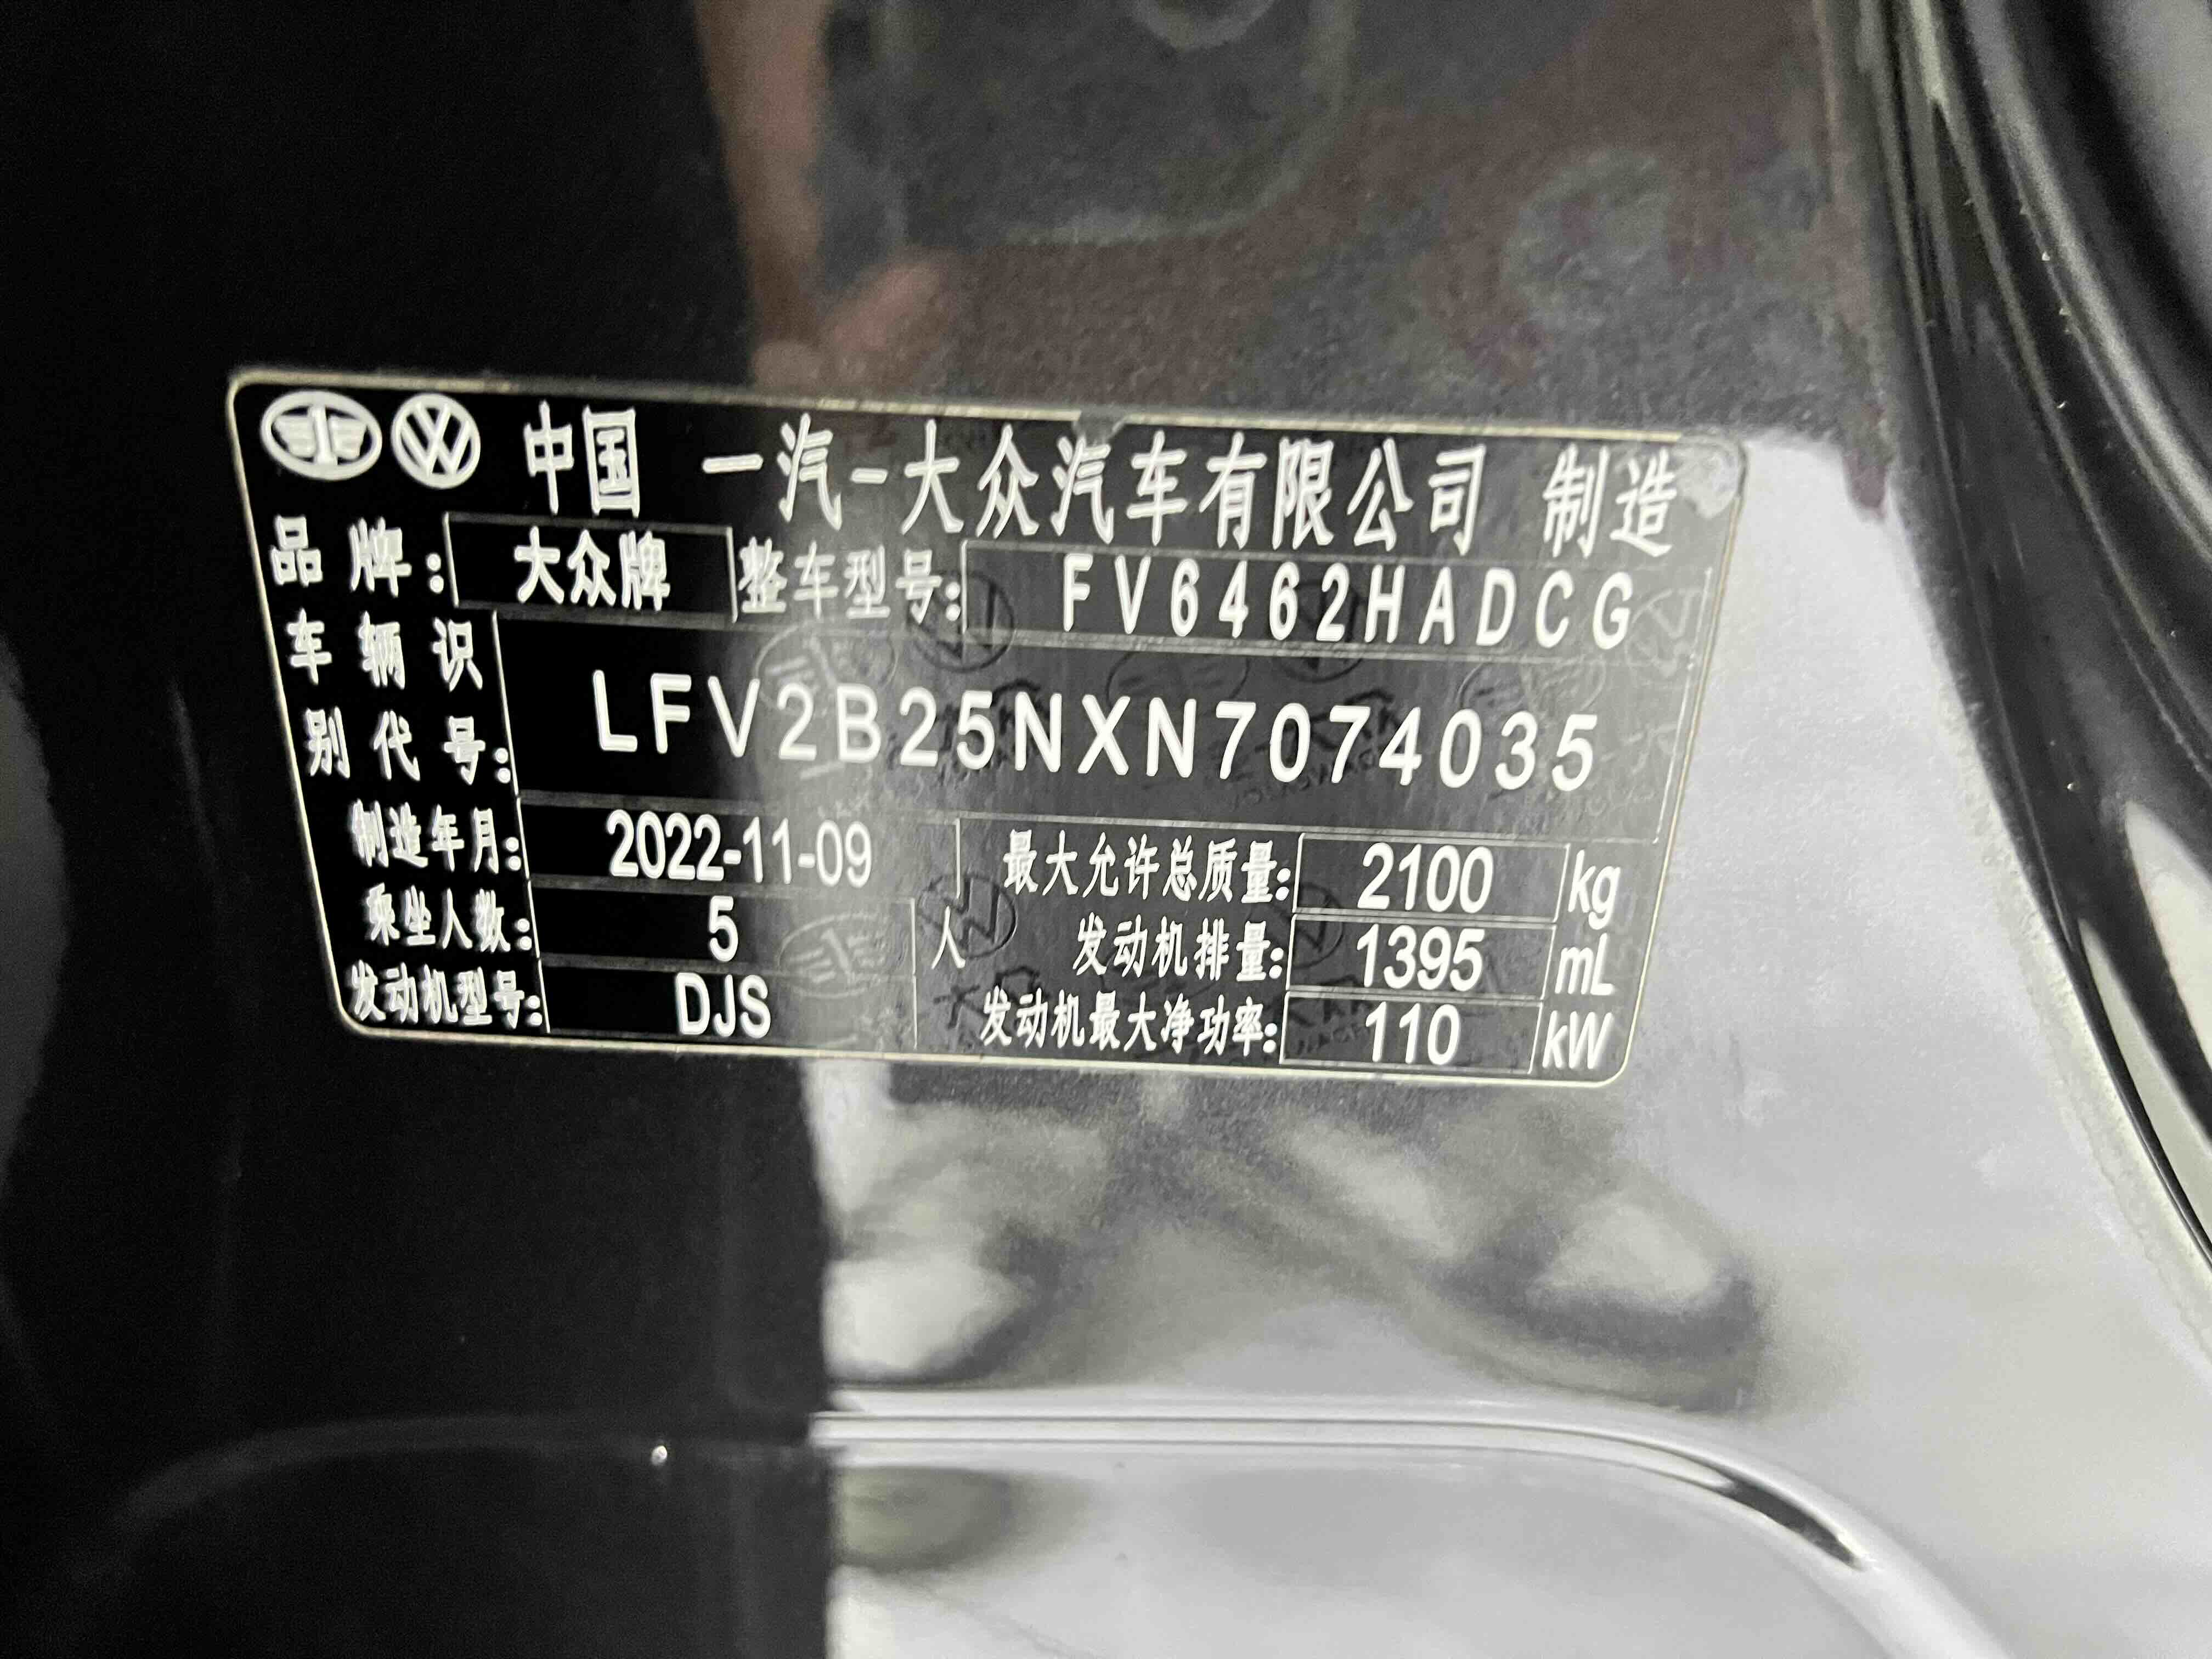 中国 一汽-大众汽车有限公司 制造
品 牌: 大众牌 整车型号: FV6462HADCG
车辆识别代号: LFV2B25NXN7074035
制造年月: 2022-11-09 最大允许总质量: 2100 kg
乘坐人数: 5 人 发动机排量: 1395 mL
发动机型号: DJS 发动机最大净功率: 110 kW